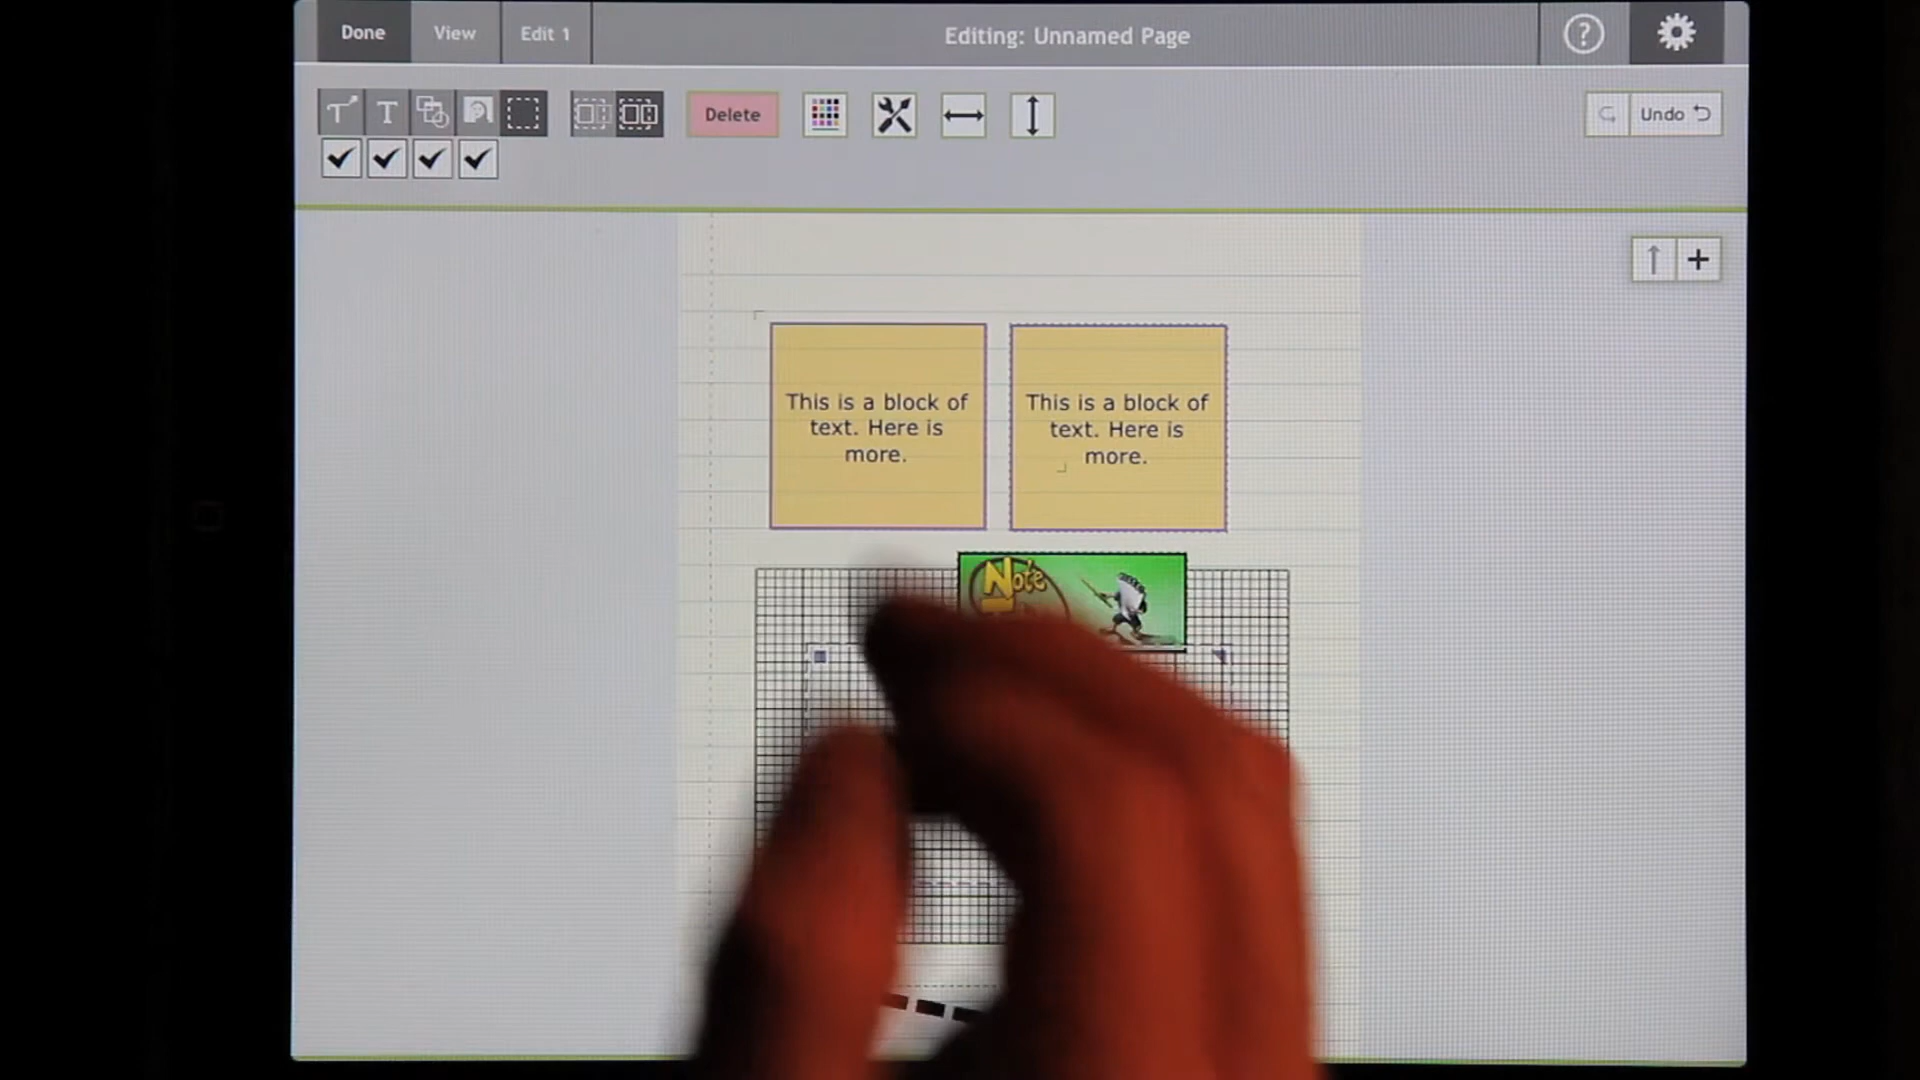 Done View Edit 1 Editing: Unnamed Page ?
T T Delete Undo
This is a block of
text. Here is
more.
This is a block of
text. Here is
more.
Note